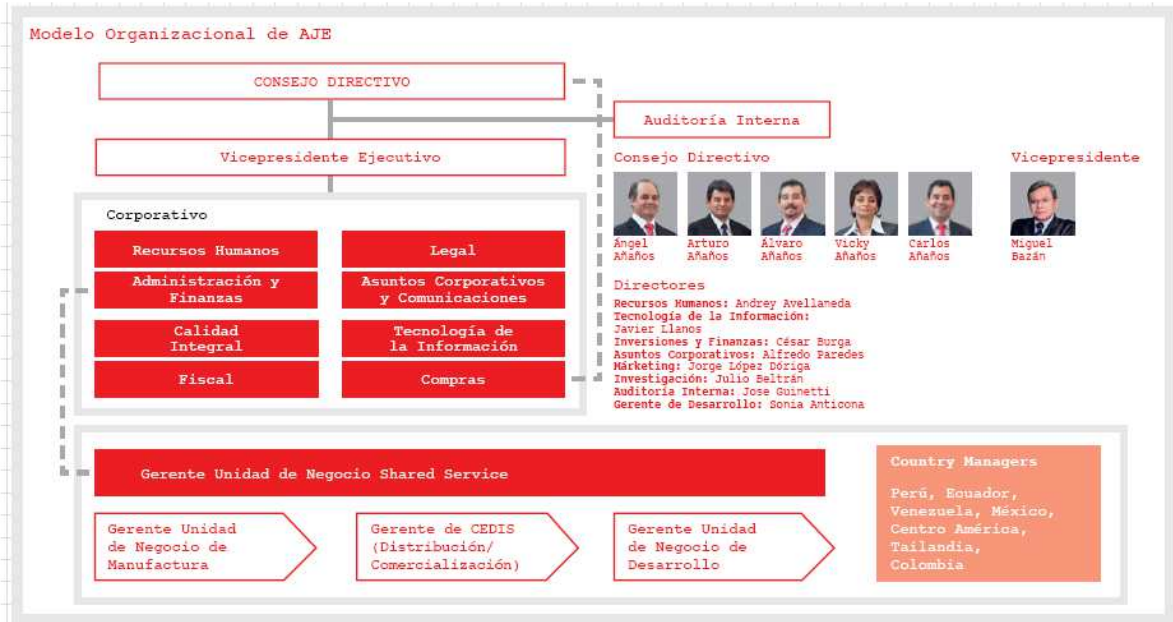 Modelo Organizacional de AJE
CONSEJO DIRECTIVO
Auditoría Interna
Vicepresidente Ejecutivo
Consejo Directivo
Vicepresidente
Ángel
Añaños
Arturo
Añaños
Álvaro
Añaños
Vicky
Añaños
Carlos
Añaños
Miguel
Bazán
Corporativo
Recursos Humanos
Legal
Administración y
Finanzas
Asuntos Corporativos
y Comunicaciones
Calidad
Integral
Tecnología de
la Información
Fiscal
Compras
Directores
Recursos Humanos: Andrey Avellaneda
Tecnología de la Información:
Javier Llanos
Inversiones y Finanzas: César Burga
Asuntos Corporativos: Alfredo Paredes
Márketing: Jorge López Dóriga
Investigación: Julio Beltrán
Auditoría Interna: Jose Guinetti
Gerente de Desarrollo: Sonia Anticona
Gerente Unidad de Negocio Shared Service
Gerente Unidad
de Negocio de
Manufactura
Gerente de CEDIS
(Distribución/
Comercialización)
Gerente Unidad
de Negocio de
Desarrollo
Country Managers
Perú, Ecuador,
Venezuela, México,
Centro América,
Tailandia,
Colombia